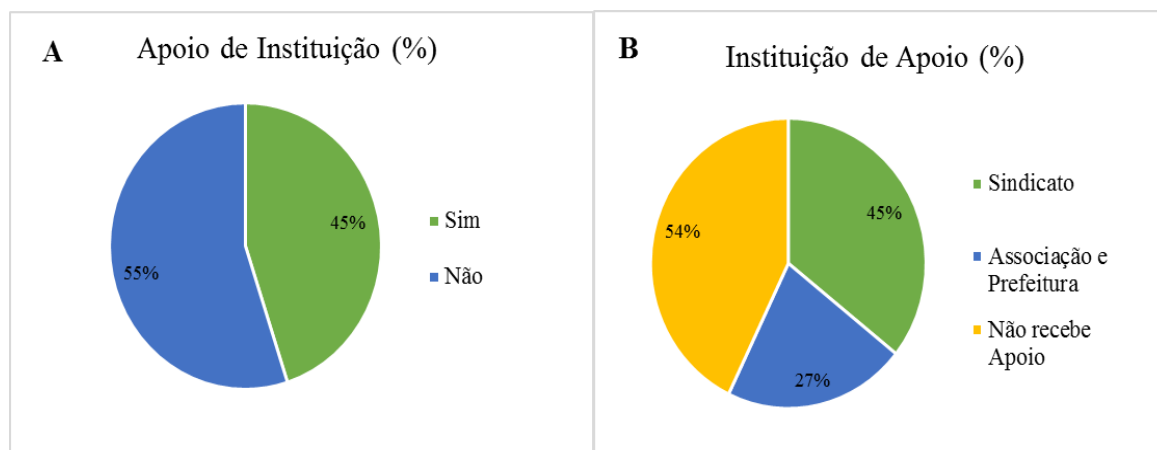 A
Apoio de Instituição (%)
45%
55%
Sim
Não
B
Instituição de Apoio (%)
45%
54%
27%
Sindicato
Associação e
Prefeitura
Não recebe
Apoio